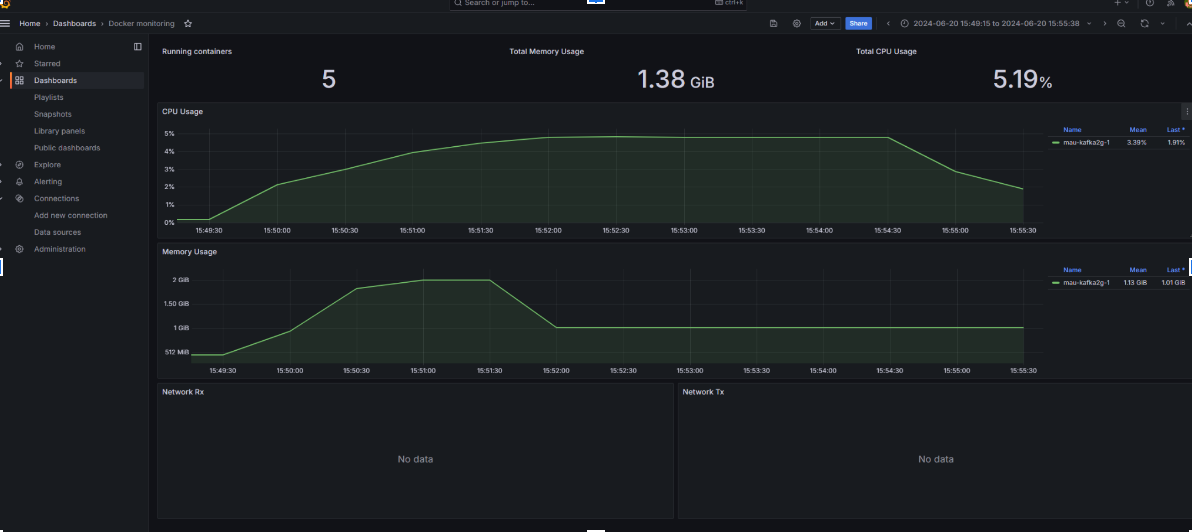 Search or jump to...
ctrl+k
Home › Dashboards › Docker monitoring
Add
Share
2024-06-20 15:49:15 to 2024-06-20 15:55:38
Home
Starred
Dashboards
Playlists
Snapshots
Library panels
Public dashboards
Explore
Alerting
Connections
Add new connection
Data sources
Administration
Running containers
5
Total Memory Usage
1.38 GiB
Total CPU Usage
5.19%
CPU Usage
5%
4%
3%
2%
1%
0%
15:49:30 15:50:00 15:50:30 15:51:00 15:51:30 15:52:00 15:52:30 15:53:00 15:53:30 15:54:00 15:54:30 15:55:00 15:55:30
Name Mean Last *
mau-kafka2g-1 3.39% 1.91%
Memory Usage
2 GiB
1.50 GiB
1 GiB
512 MiB
15:49:30 15:50:00 15:50:30 15:51:00 15:51:30 15:52:00 15:52:30 15:53:00 15:53:30 15:54:00 15:54:30 15:55:00 15:55:30
Name Mean Last *
mau-kafka2g-1 1.13 GiB 1.01 GiB
Network Rx
No data
Network Tx
No data